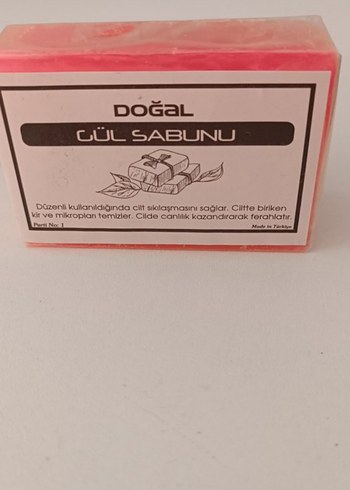 DOĞaL
GÜL SABUNU
Düzenli kullanıldığında cilt sıkılaşmasını sağlar. Ciltte biriken
kir ve mikropları temizler. Cilde canlılık kazandırarak ferahlatır.
Parti No: 1
Made in Türkiye